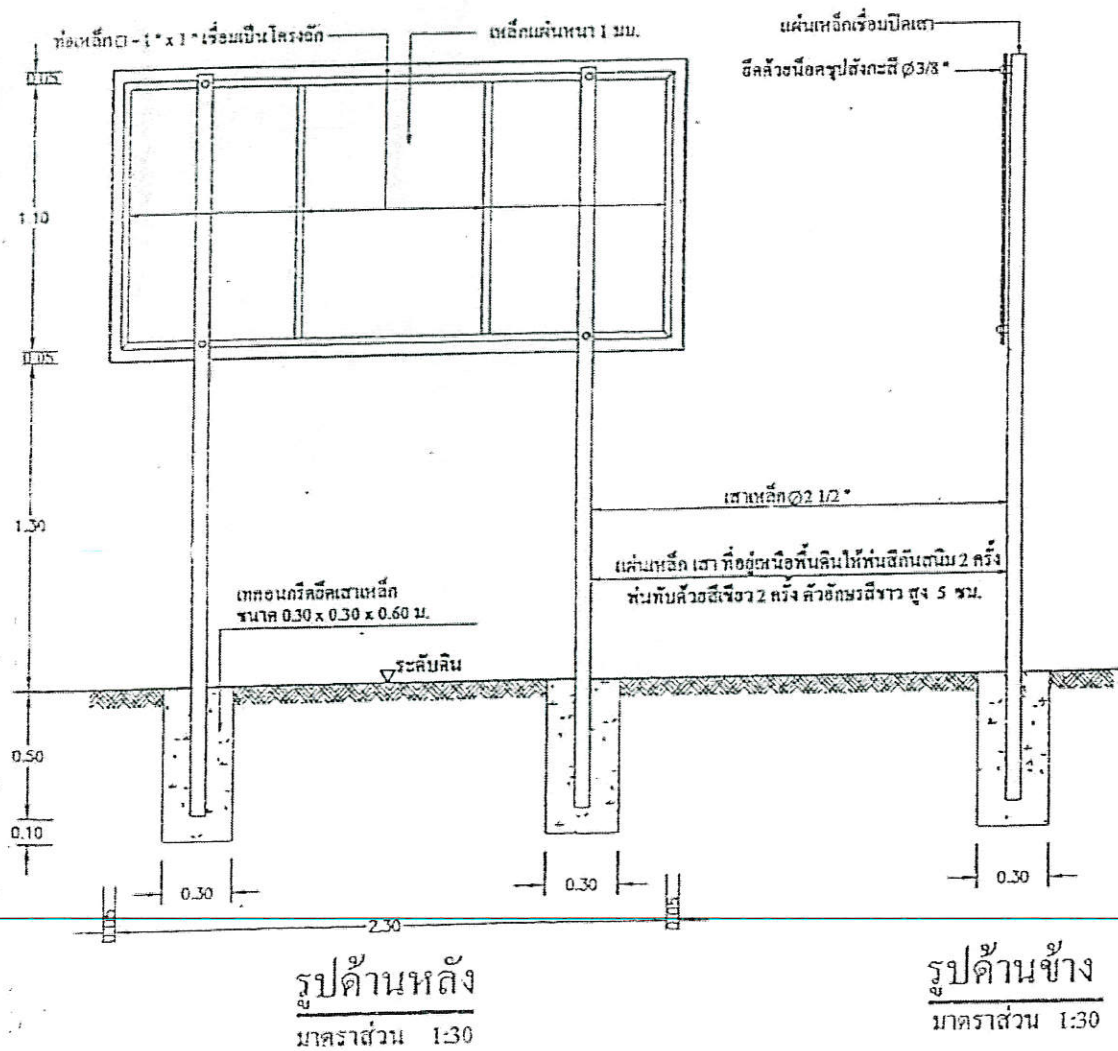 ท่อเหล็ก □ - 1" x 1" เชื่อมเป็นโครงยึด
เหล็กแผ่นหนา 1 มม.
แผ่นเหล็กเชื่อมปิดเสา
ยึดด้วยน๊อตชุปสังกะสี Ø3/8"
0.05
1.10
0.05
1.30
เสาเหล็ก Ø2 1/2"
แผ่นเหล็ก เสา ที่อยู่เหนือพื้นดินให้พ่นสีกันสนิม 2 ครั้ง
พ่นทับด้วยสีเขียว 2 ครั้ง ตัวอักษรสีขาว สูง 5 ซม.
เทคอนกรีตยึดเสาเหล็ก
ขนาด 0.30 x 0.30 x 0.60 ม.
ระดับดิน
0.50
0.10
0.30
0.30
0.30
0.05
2.30
0.05
รูปด้านหลัง
มาตราส่วน 1:30
รูปด้านข้าง
มาตราส่วน 1:30